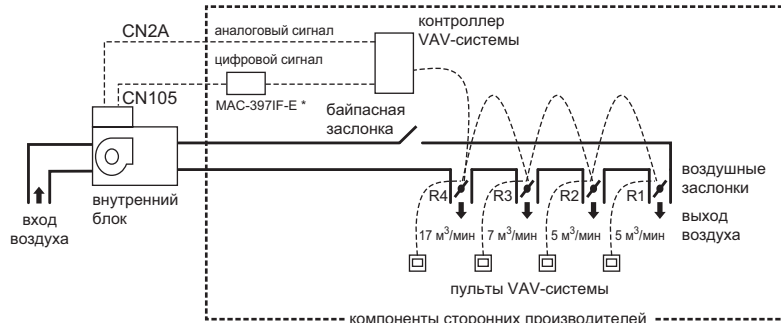 CN2A
аналоговый сигнал
контроллер
VAV-системы
цифровой сигнал
CN105
MAC-397IF-E *
байпасная
заслонка
воздушные
заслонки
R4 R3 R2 R1
вход
воздуха
внутренний
блок
выход
воздуха
17 м³/мин 7 м³/мин 5 м³/мин 5 м³/мин
пульты VAV-системы
компоненты сторонних производителей